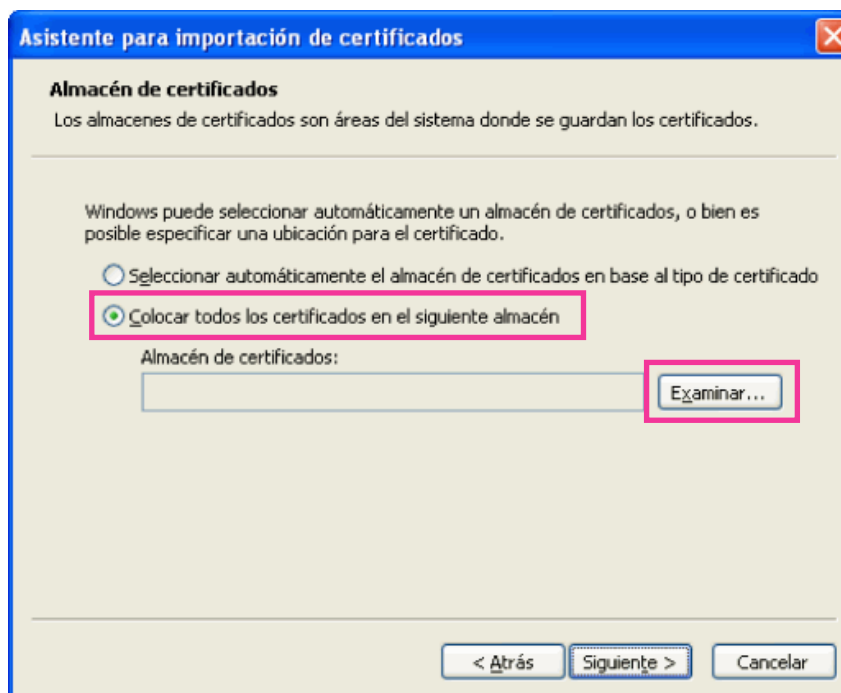 Asistente para importación de certificados
Almacén de certificados
Los almacenes de certificados son áreas del sistema donde se guardan los certificados.
Windows puede seleccionar automáticamente un almacén de certificados, o bien es
posible especificar una ubicación para el certificado.
Seleccionar automáticamente el almacén de certificados en base al tipo de certificado
Colocar todos los certificados en el siguiente almacén
Almacén de certificados:
Examinar...
< Atrás Siguiente > Cancelar